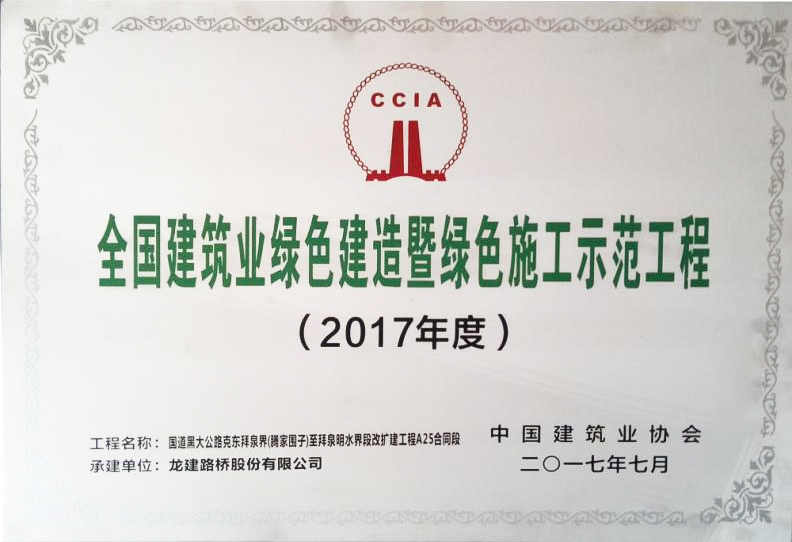 CCIA
全国建筑业绿色建造暨绿色施工示范工程
（2017年度）
工程名称：国道黑大公路克东拜泉界(腾家围子)至拜泉明水界段改扩建工程A25合同段
承建单位：龙建路桥股份有限公司
中国建筑业协会
二〇一七年七月